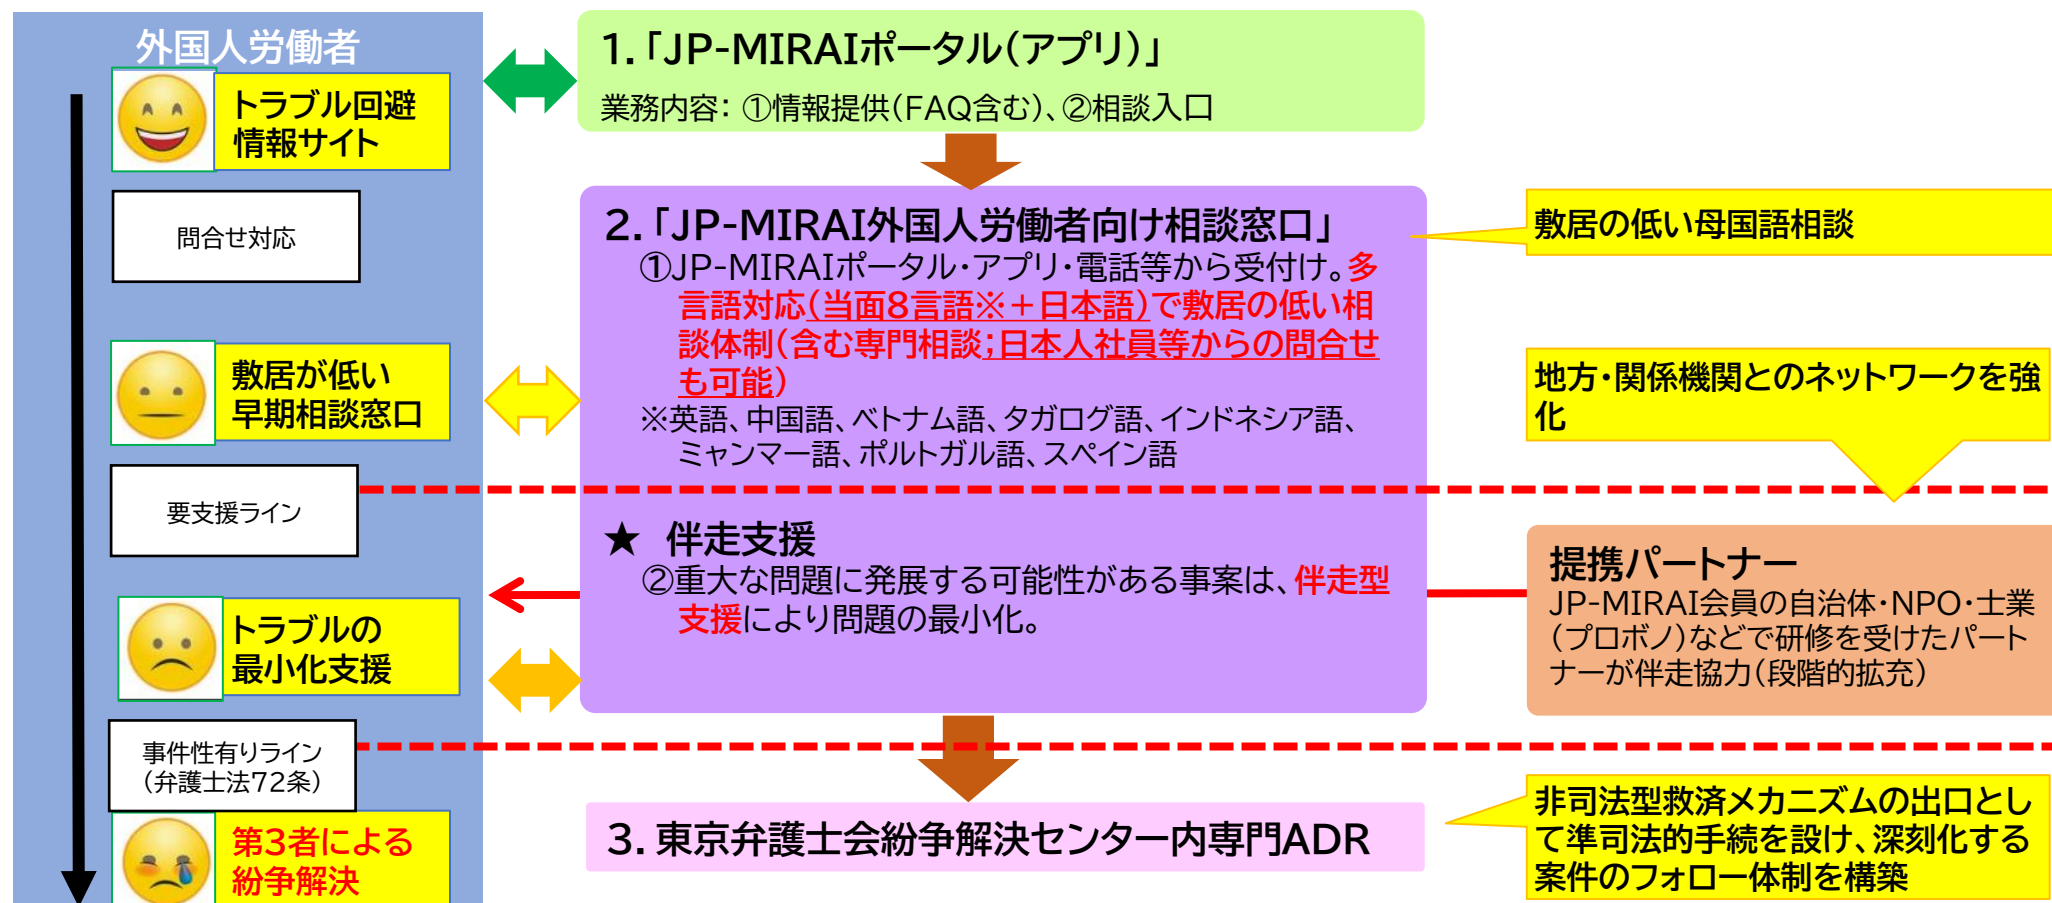 外国人労働者
トラブル回避
情報サイト
問合せ対応
敷居が低い
早期相談窓口
要支援ライン
トラブルの
最小化支援
事件性有りライン
（弁護士法72条）
第3者による
紛争解決
1．「JP-MIRAIポータル（アプリ）」
業務内容： ①情報提供（FAQ含む）、②相談入口
2．「JP-MIRAI外国人労働者向け相談窓口」
①JP-MIRAIポータル・アプリ・電話等から受付け。多
言語対応（当面8言語※＋日本語）で敷居の低い相
談体制（含む専門相談；日本人社員等からの問合せ
も可能）
※英語、中国語、ベトナム語、タガログ語、インドネシア語、
ミャンマー語、ポルトガル語、スペイン語
★ 伴走支援
②重大な問題に発展する可能性がある事案は、伴走型
支援により問題の最小化。
3．東京弁護士会紛争解決センター内専門ADR
敷居の低い母国語相談
地方・関係機関とのネットワークを強
化
提携パートナー
JP-MIRAI会員の自治体・NPO・士業
（プロボノ）などで研修を受けたパート
ナーが伴走協力（段階的拡充）
非司法型救済メカニズムの出口とし
て準司法的手続を設け、深刻化する
案件のフォロー体制を構築